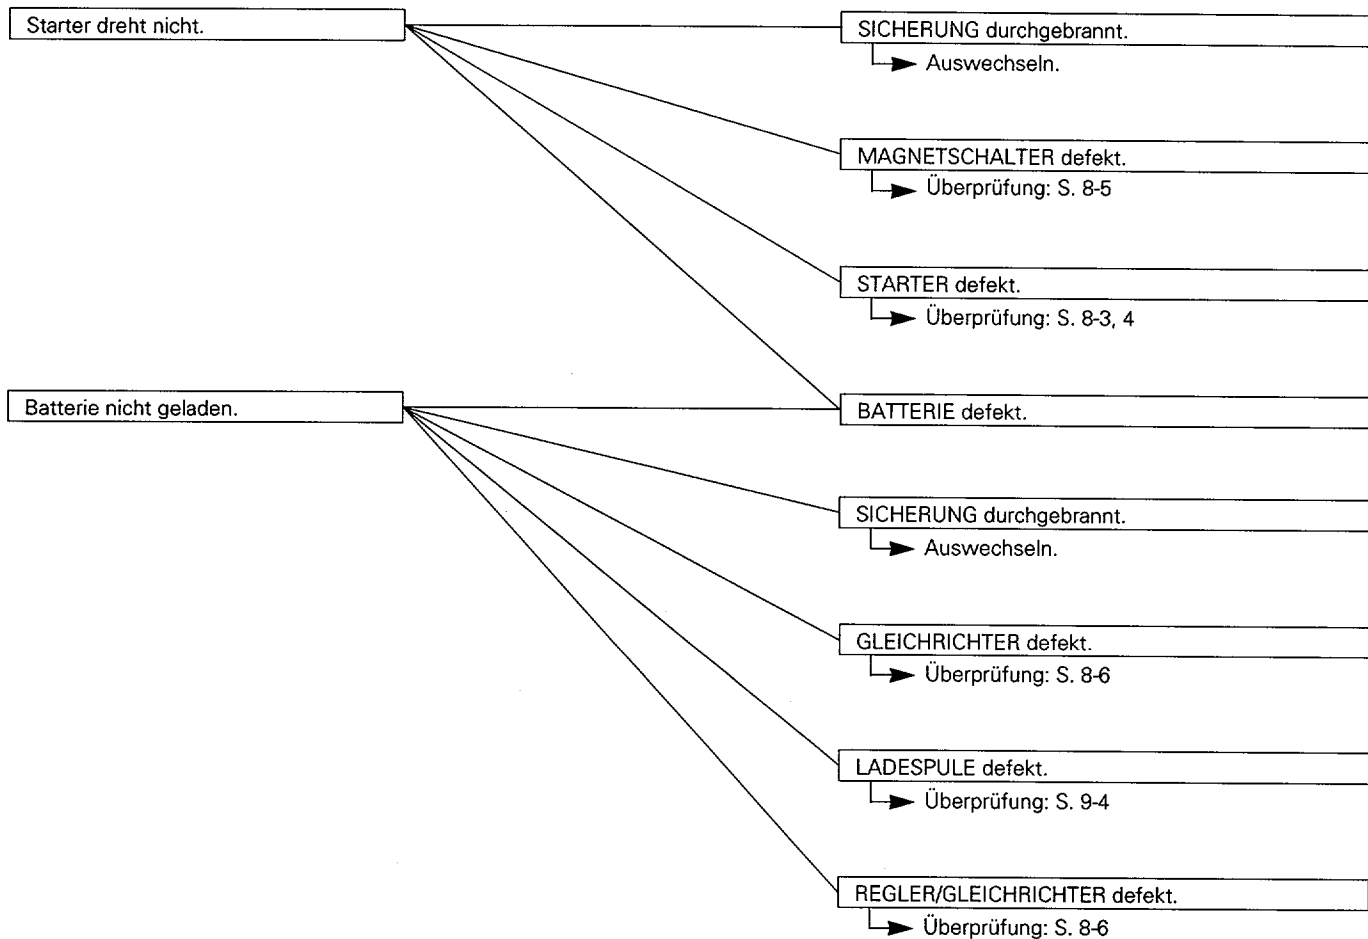 Starter dreht nicht.
SICHERUNG durchgebrannt.
Auswechseln.
MAGNETSCHALTER defekt.
Überprüfung: S. 8-5
STARTER defekt.
Überprüfung: S. 8-3, 4
Batterie nicht geladen.
BATTERIE defekt.
SICHERUNG durchgebrannt.
Auswechseln.
GLEICHRICHTER defekt.
Überprüfung: S. 8-6
LADESPULE defekt.
Überprüfung: S. 9-4
REGLER/GLEICHRICHTER defekt.
Überprüfung: S. 8-6